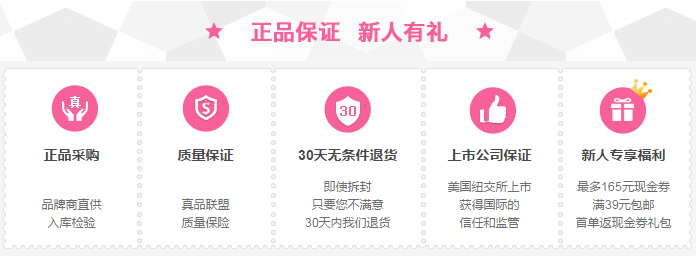 正品保证 新人有礼
真
正品采购
品牌商直供
入库检验
S
质量保证
真品联盟
质量保险
30
30天无条件退货
即使拆封
只要您不满意
30天内我们退货
上市公司保证
美国纽交所上市
获得国际的
信任和监管
新人专享福利
最多165元现金券
满39元包邮
首单返现金券礼包